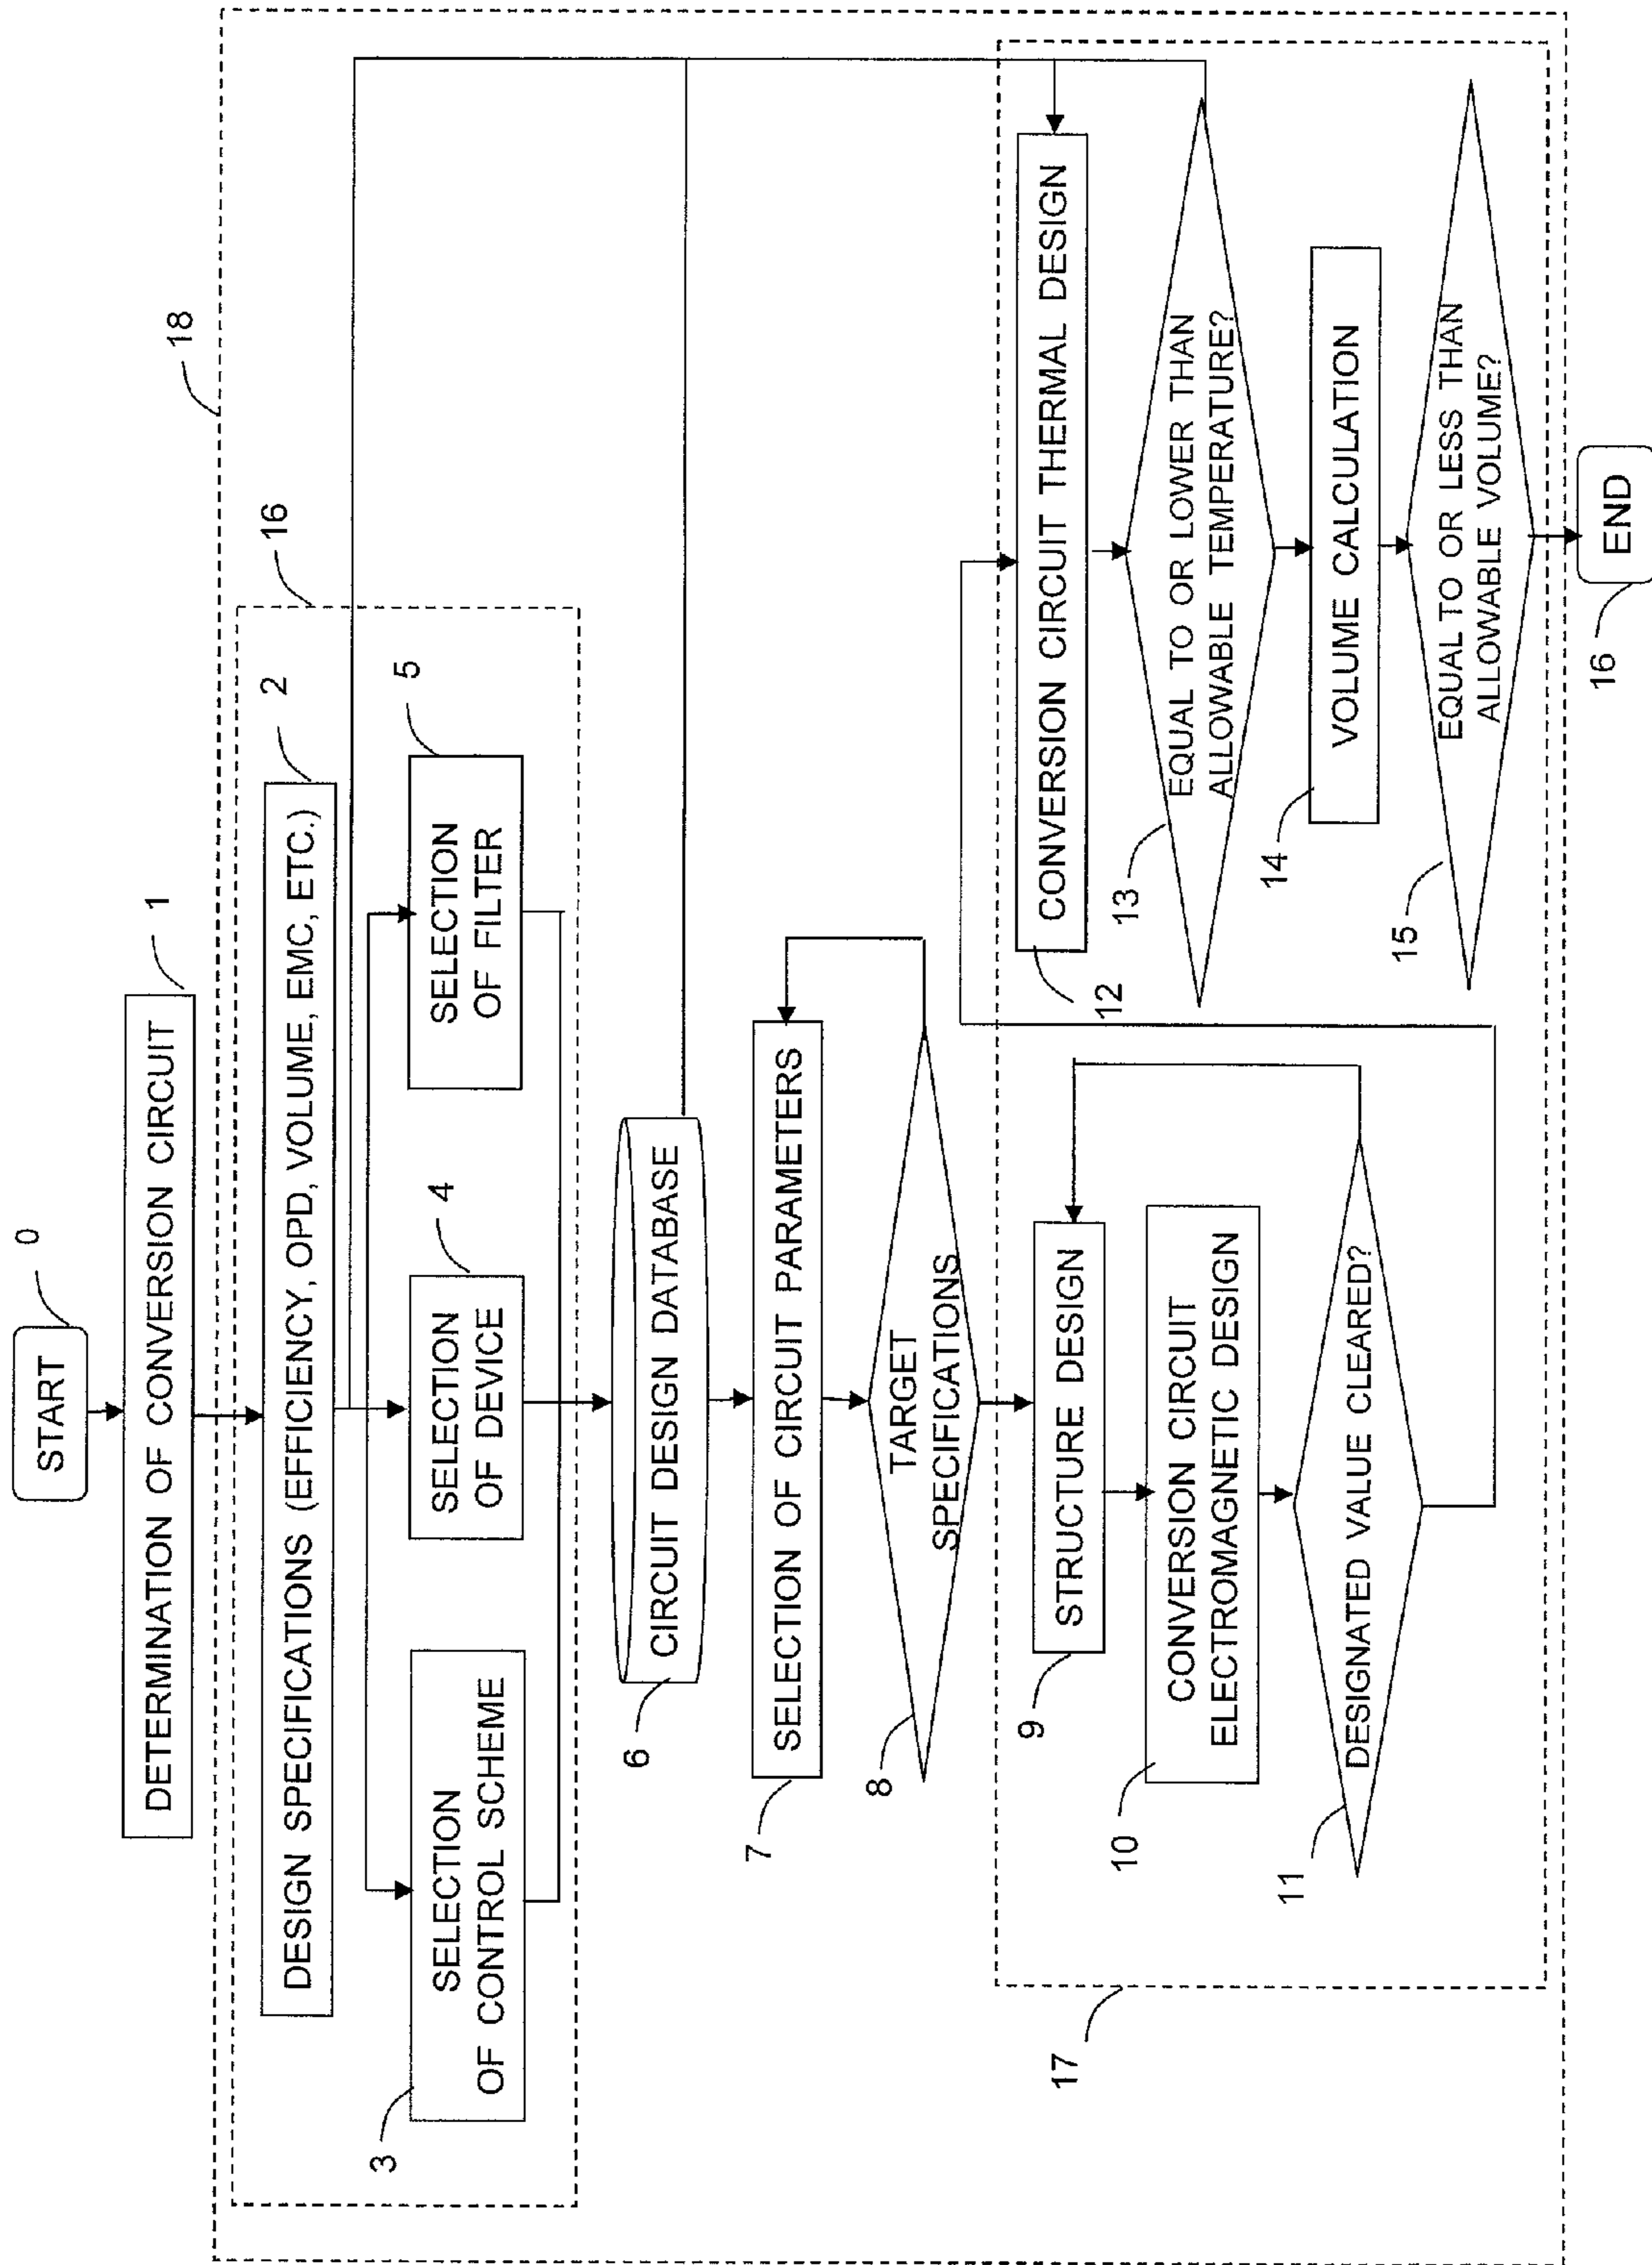 START
0
DETERMINATION OF CONVERSION CIRCUIT
1
18
DESIGN SPECIFICATIONS (EFFICIENCY, OPD, VOLUME, EMC, ETC.)
2
16
SELECTION
OF CONTROL SCHEME
3
SELECTION
OF DEVICE
4
SELECTION
OF FILTER
5
CIRCUIT DESIGN DATABASE
6
SELECTION OF CIRCUIT PARAMETERS
7
TARGET
SPECIFICATIONS
8
STRUCTURE DESIGN
9
CONVERSION CIRCUIT
ELECTROMAGNETIC DESIGN
10
DESIGNATED VALUE CLEARED?
11
17
CONVERSION CIRCUIT THERMAL DESIGN
12
EQUAL TO OR LOWER THAN
ALLOWABLE TEMPERATURE?
13
VOLUME CALCULATION
14
EQUAL TO OR LESS THAN
ALLOWABLE VOLUME?
15
END
16